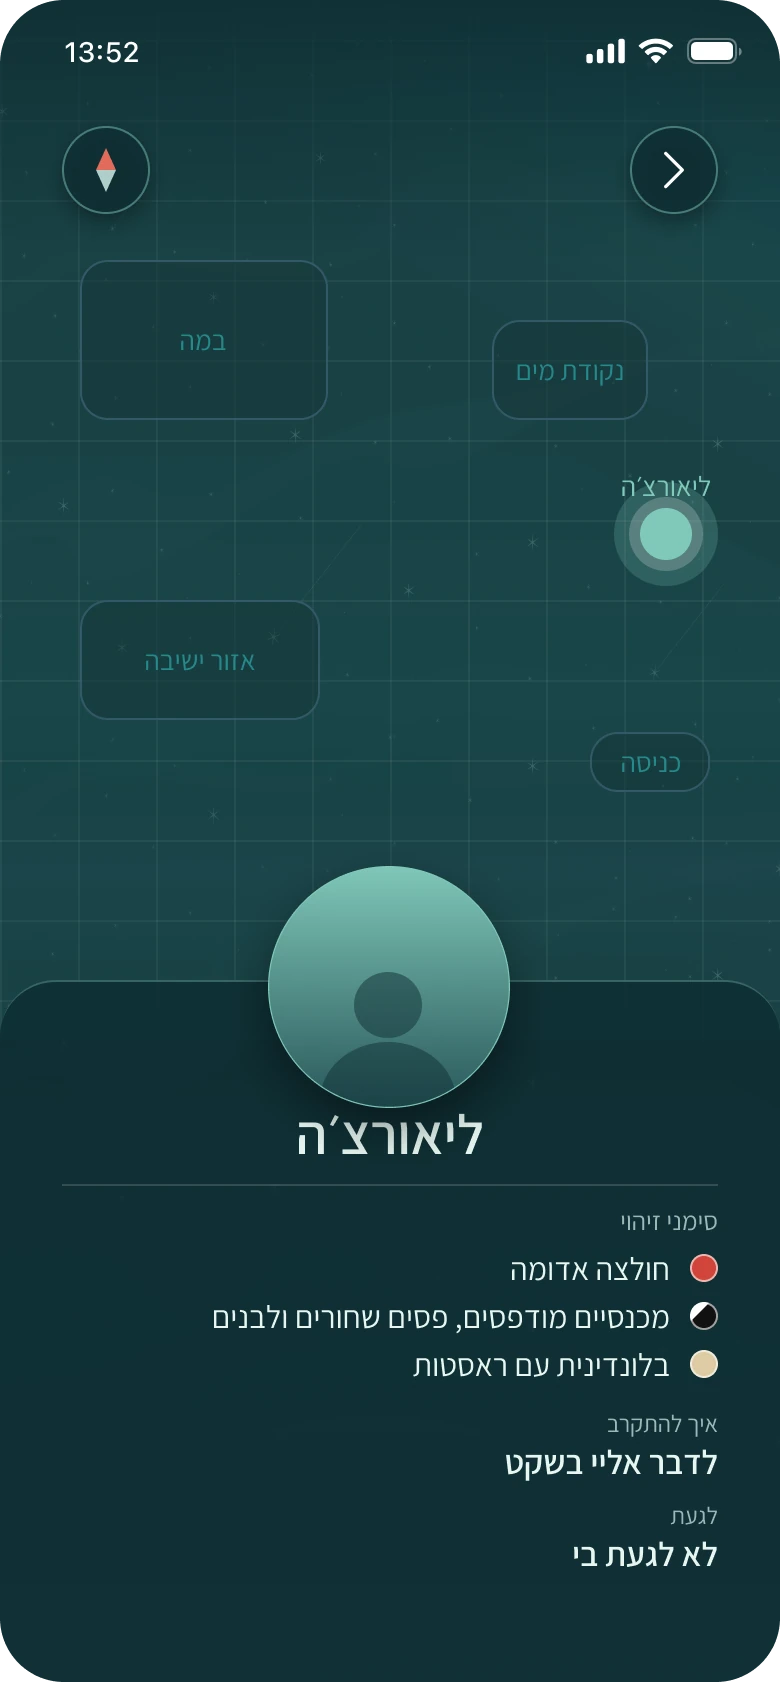 13:52
במה
נקודת מים
ליאורצ׳ה
אזור ישיבה
כניסה
ליאורצ׳ה
סימני זיהוי
חולצה אדומה
מכנסיים מודפסים, פסים שחורים ולבנים
בלונדינית עם ראסטות
איך להתקרב
לדבר אליי בשקט
לגעת
לא לגעת בי